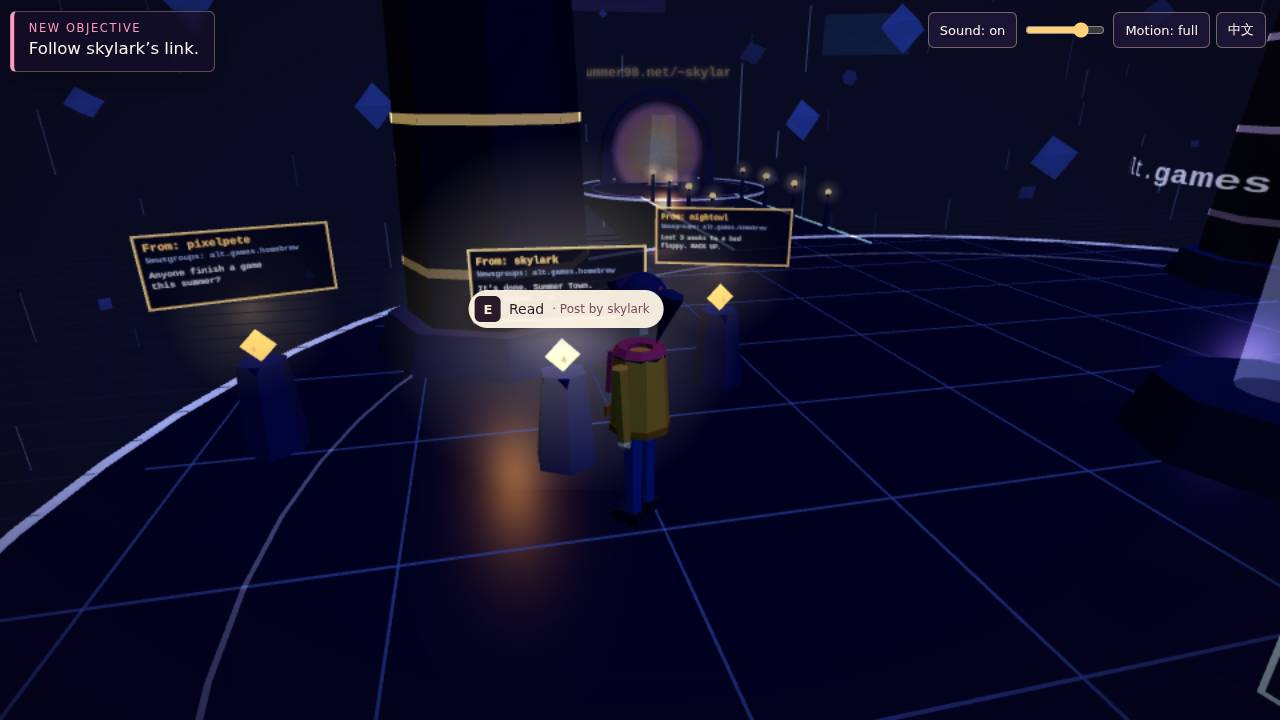 NEW OBJECTIVE
Follow skylark’s link.
Sound: on
Motion: full
中文
ummer98.net/~skylar
lt.games
From: pixelpete
Newsgroups: alt.games.homebrew
Anyone finish a game
this summer?
From: skylark
Newsgroups: alt.games.homebrew
It's done. Summer Town.
From: nightowl
Newsgroups: alt.games.homebrew
Lost 3 weeks to a bad
floppy. BACK UP.
E Read · Post by skylark